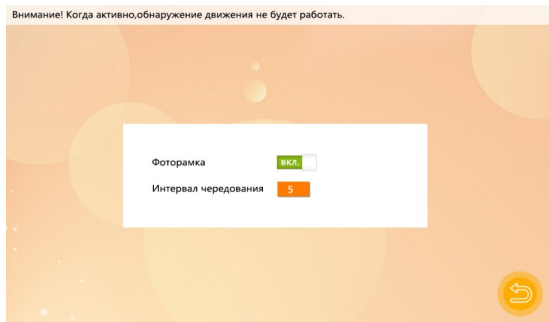 Внимание! Когда активно,обнаружение движения не будет работать.
Фоторамка вкл.
Интервал чередования 5